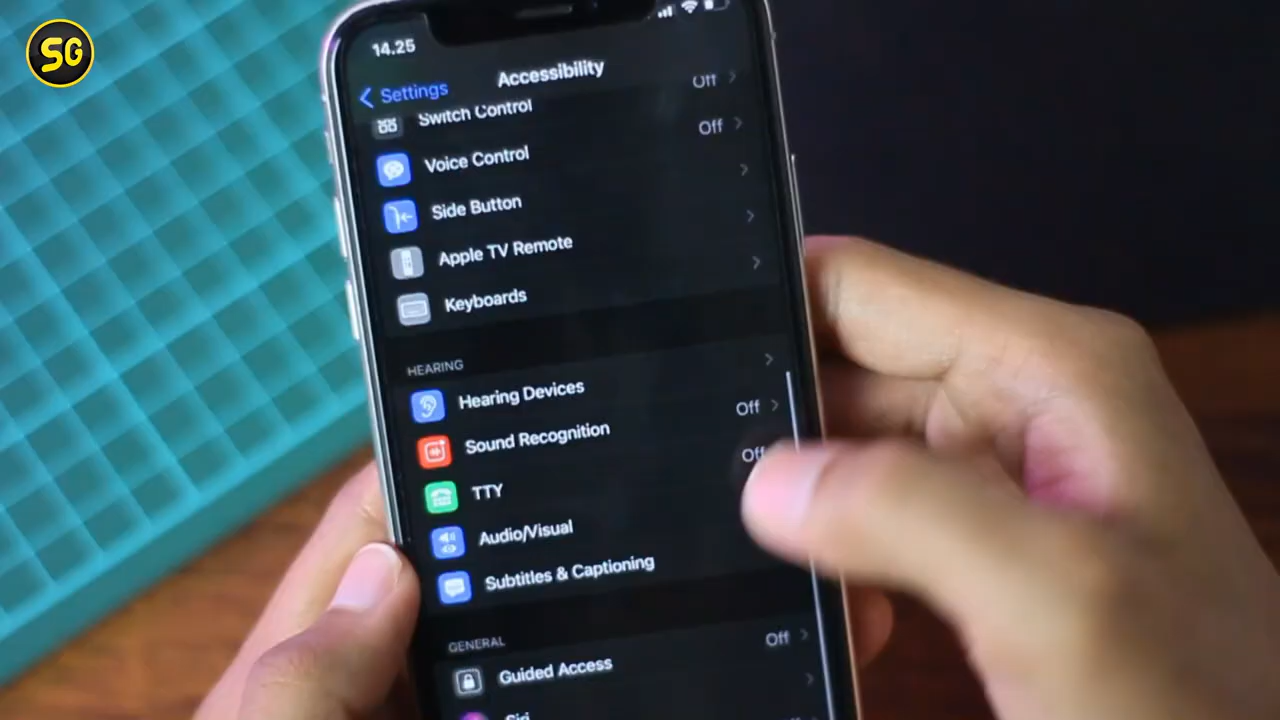 SG
14.25
Settings
Accessibility
Off
Switch Control
Off
Voice Control
Side Button
Apple TV Remote
Keyboards
HEARING
Hearing Devices
Off
Sound Recognition
Off
TTY
Audio/Visual
Subtitles & Captioning
GENERAL
Off
Guided Access
Siri